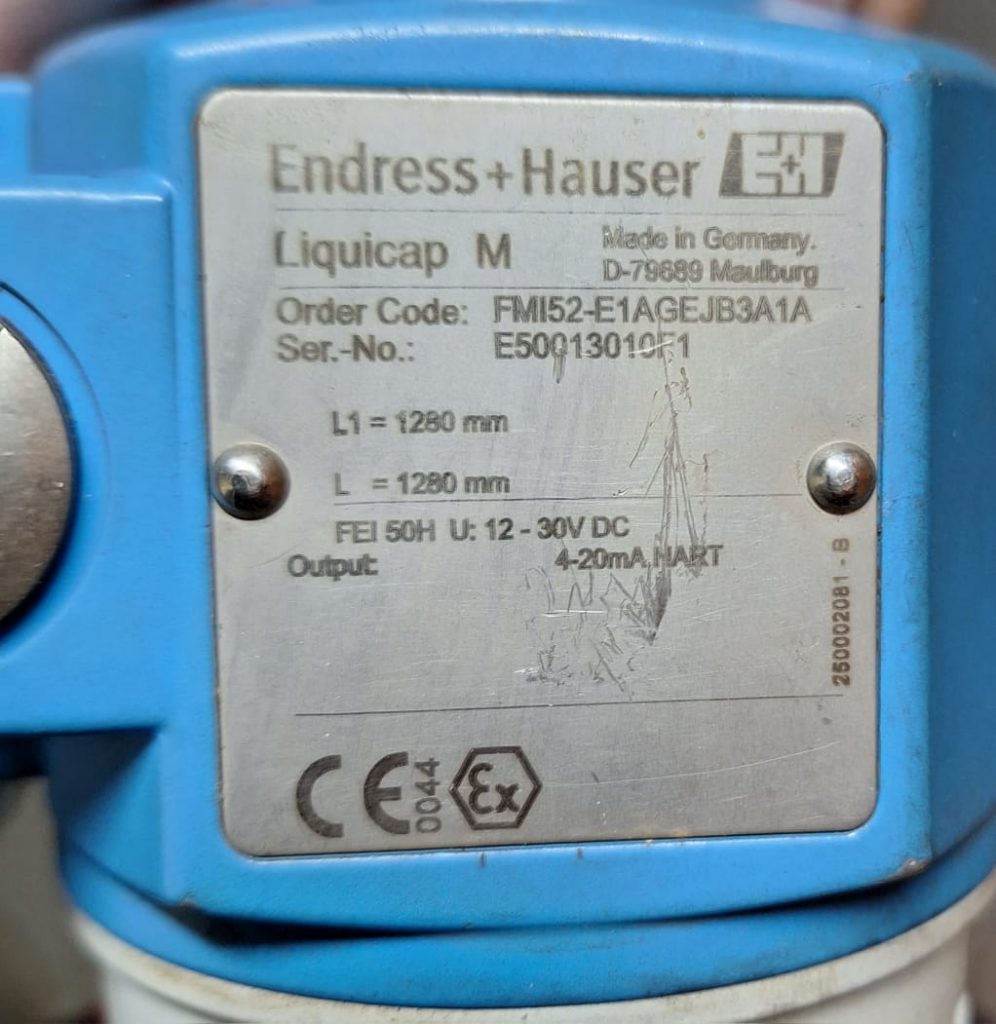 Endress+Hauser E+H
Liquicap M
Made in Germany.
D-79689 Maulburg
Order Code: FMI52-E1AGEJB3A1A
Ser.-No.: E50013010F1
L1 = 1280 mm
L = 1280 mm
FEI 50H U: 12 - 30V DC
Output: 4-20mA HART
250002081 - B
CE 0044 Ex